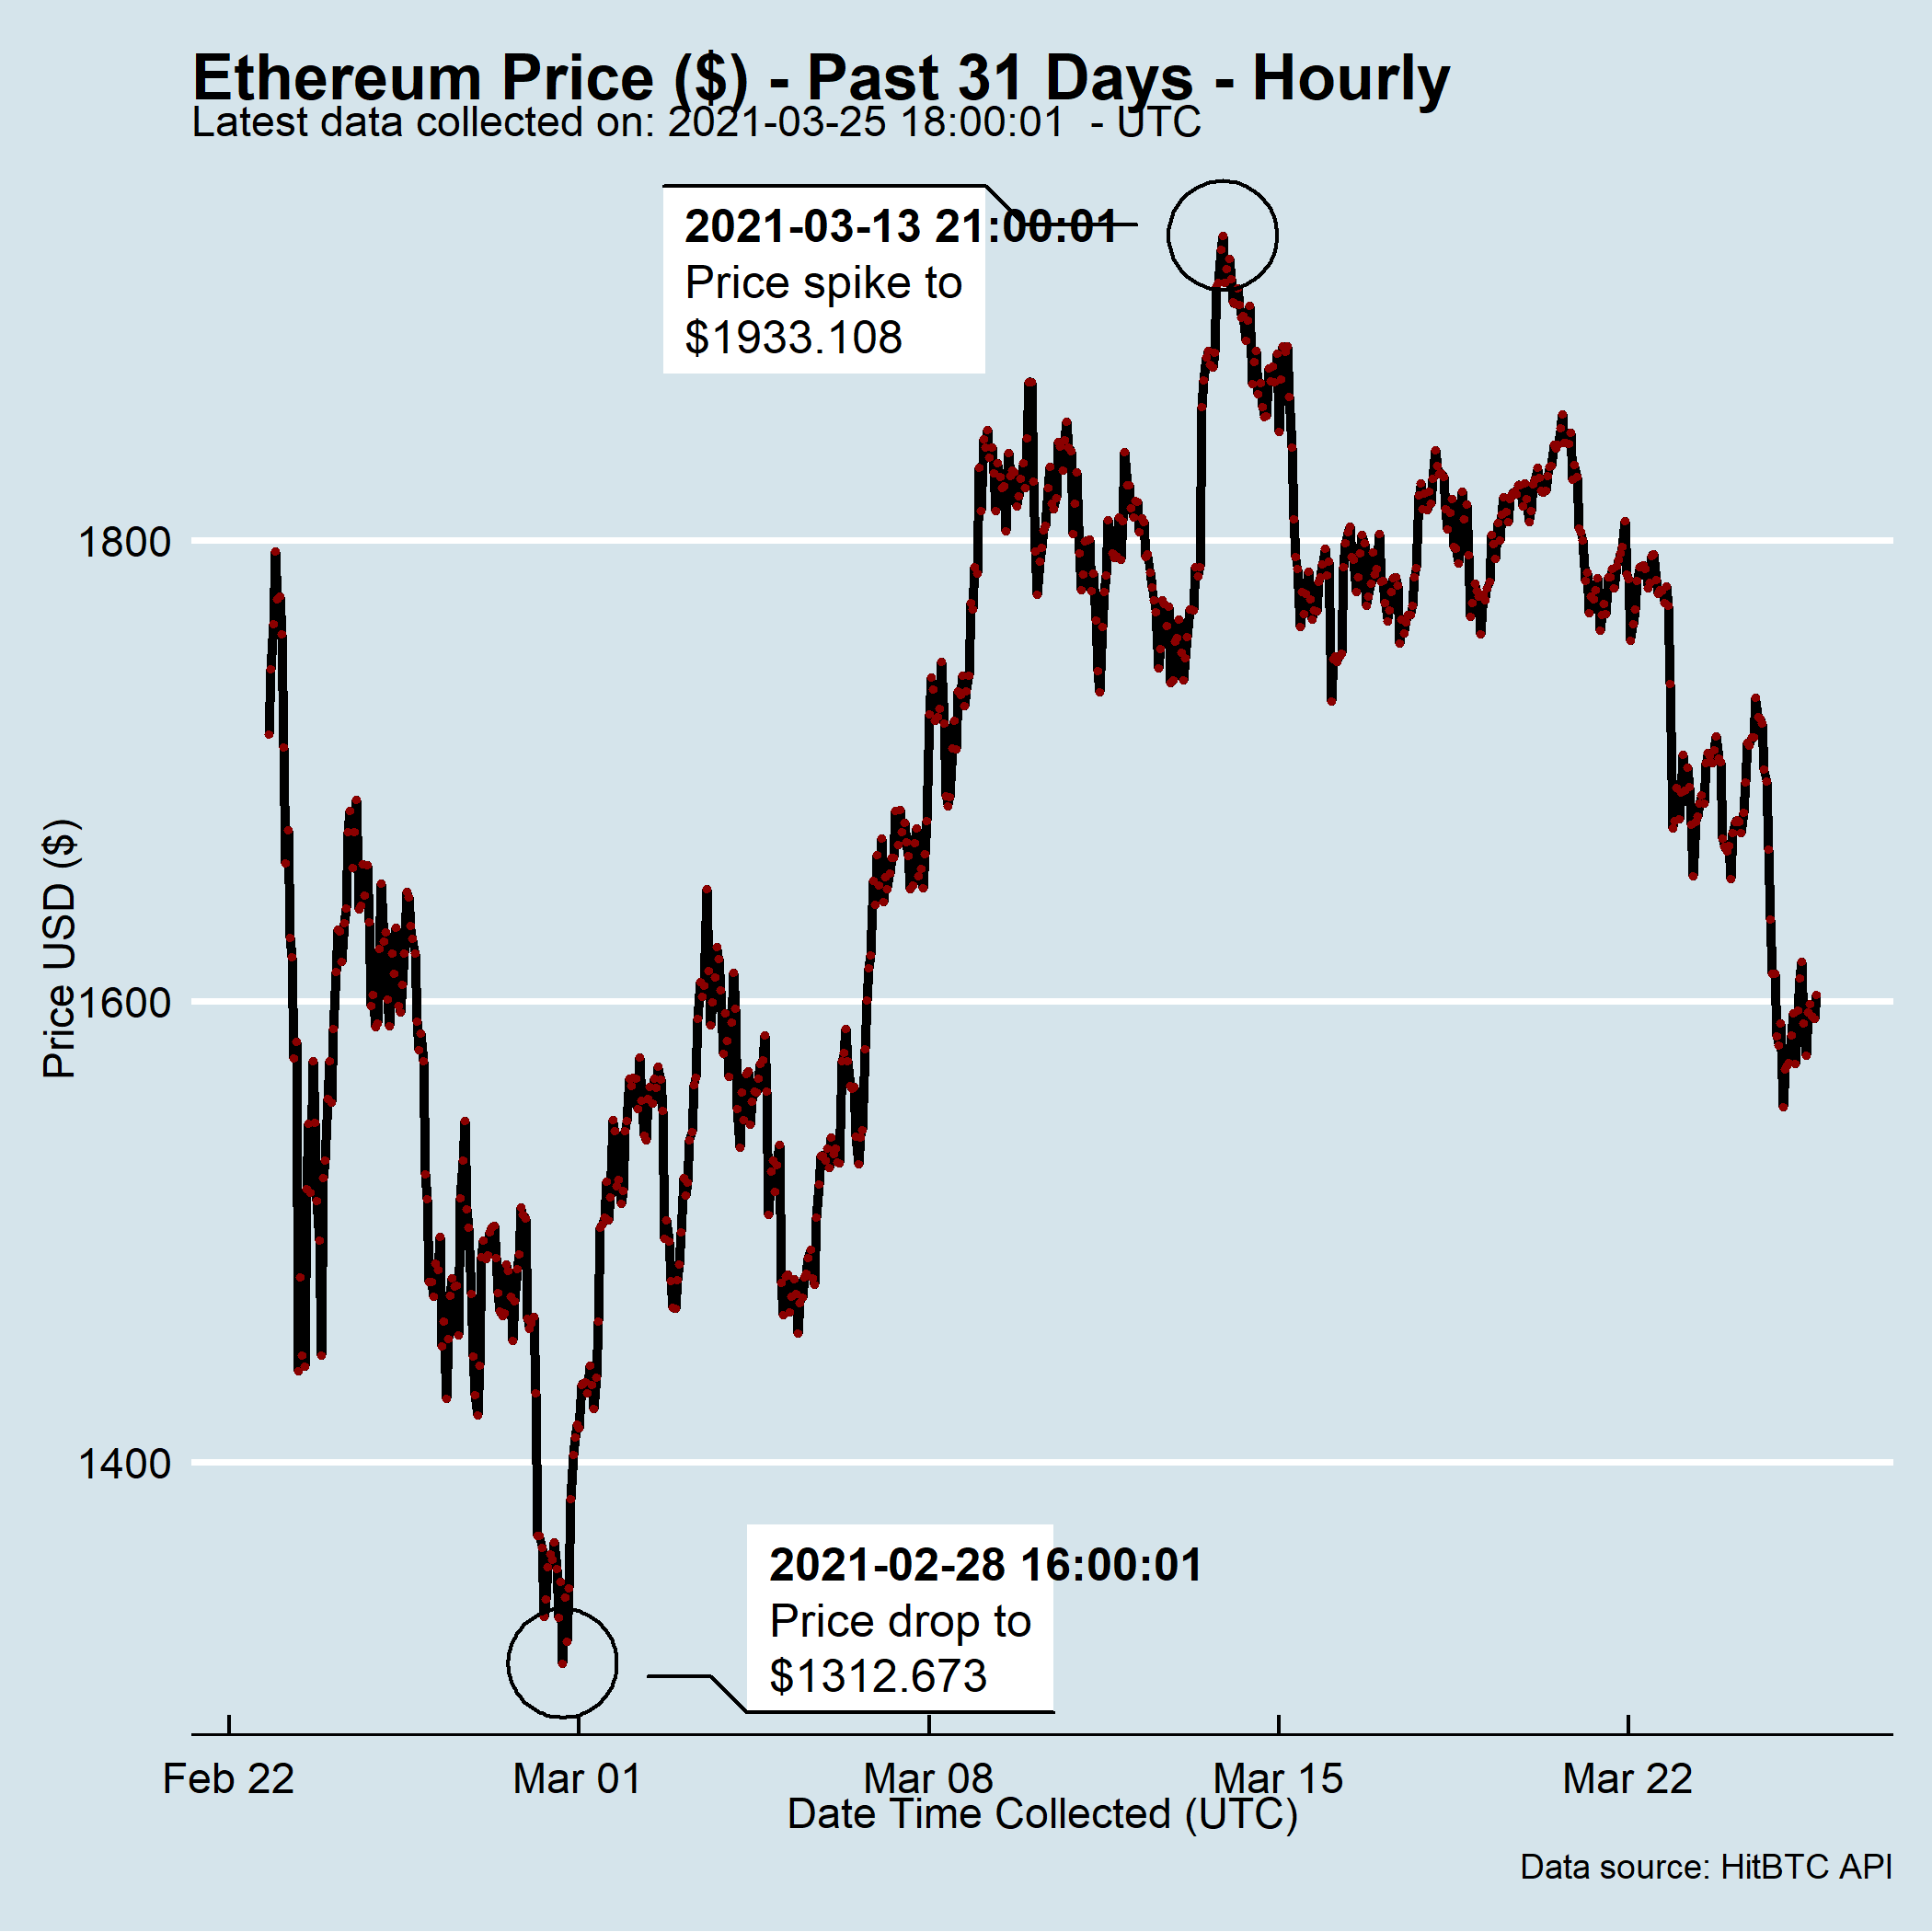 Ethereum Price ($) - Past 31 Days - Hourly
Latest data collected on: 2021-03-25 18:00:01  - UTC
2021-03-13 21:00:01
Price spike to
$1933.108
1800
1600
1400
Price USD ($)
2021-02-28 16:00:01
Price drop to
$1312.673
Feb 22 Mar 01 Mar 08 Mar 15 Mar 22
Date Time Collected (UTC)
Data source: HitBTC API